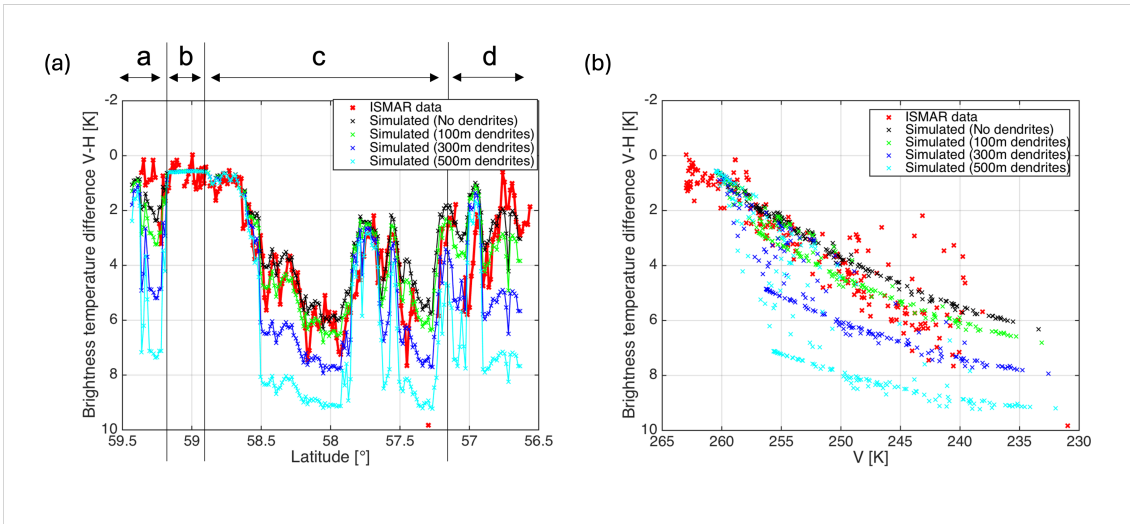 (a)
a b c d
-2
0
2
4
6
8
10
Brightness temperature difference V-H [K]
ISMAR data
Simulated (No dendrites)
Simulated (100m dendrites)
Simulated (300m dendrites)
Simulated (500m dendrites)
59.5 59 58.5 58 57.5 57 56.5
Latitude [°]
(b)
-2
0
2
4
6
8
10
Brightness temperature difference V-H [K]
ISMAR data
Simulated (No dendrites)
Simulated (100m dendrites)
Simulated (300m dendrites)
Simulated (500m dendrites)
265 260 255 250 245 240 235 230
V [K]